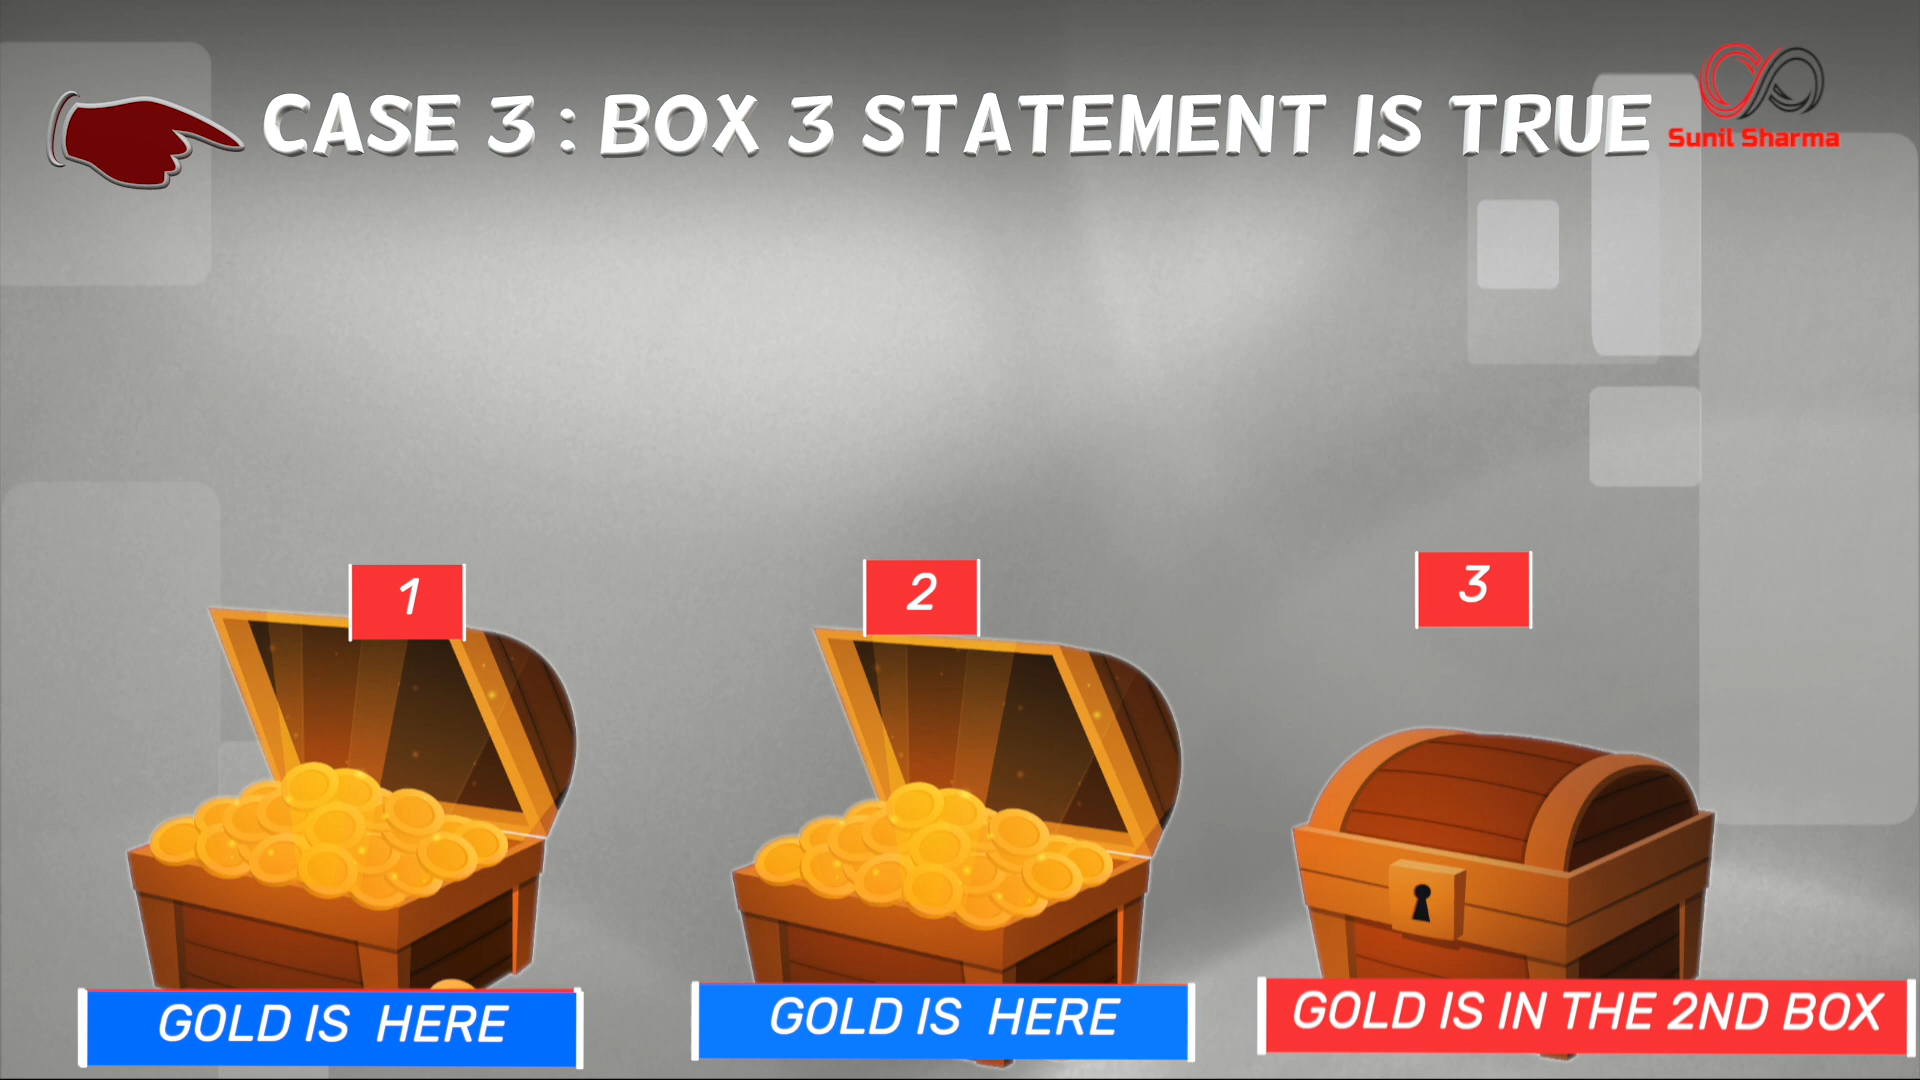 CASE 3 : BOX 3 STATEMENT IS TRUE
Sunil Sharma
1
2
3
GOLD IS HERE
GOLD IS HERE
GOLD IS IN THE 2ND BOX